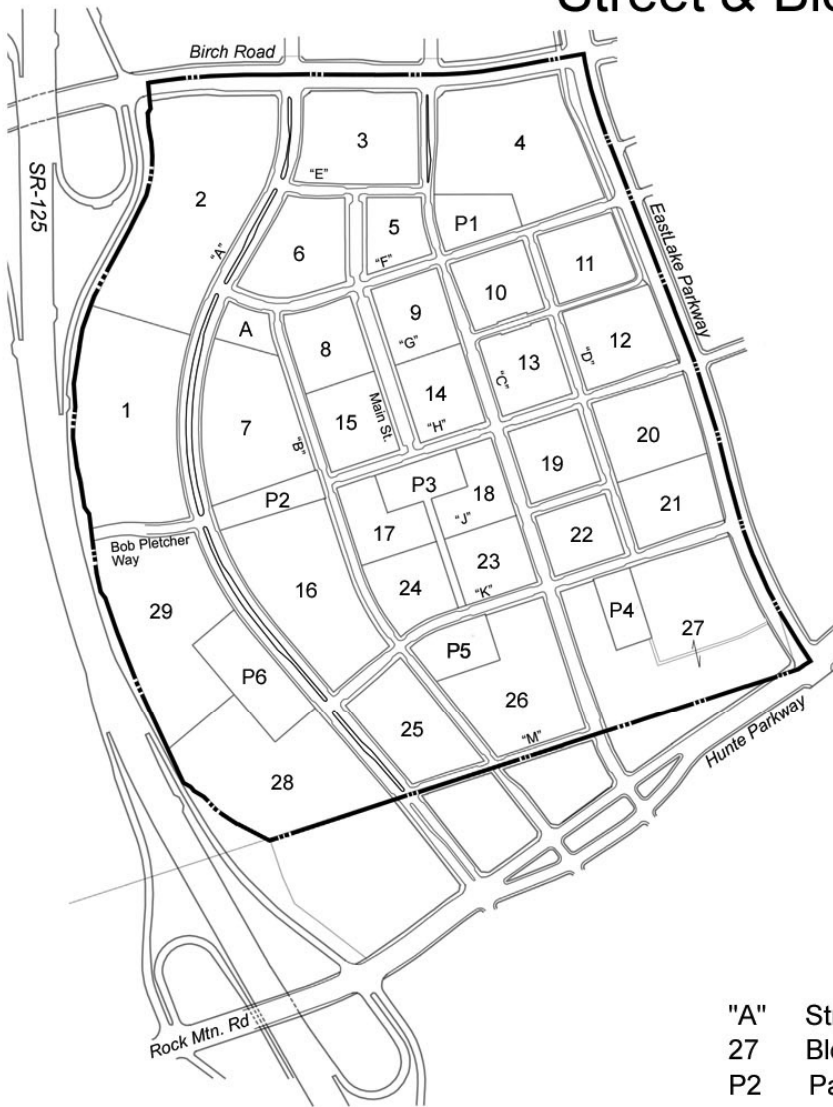 Birch Road
SR-125
3
4
"E"
2
5
P1
6
"F"
"A"
EastLake Parkway
11
10
9
A
8
"G"
12
13
"D"
"C"
14
1
Main St.
15
7
"H"
"B"
20
19
P3
P2
18
21
17
"J"
22
Bob Pletcher
Way
23
24
16
"K"
29
P4
27
P5
P6
26
25
"M"
Hunte Parkway
28
Rock Mtn. Rd
"A"
27
P2